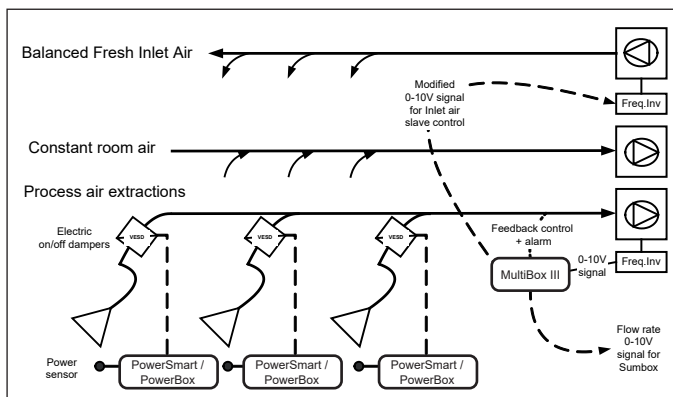 Balanced Fresh Inlet Air
Modified
0-10V signal
for Inlet air
slave control
Freq.Inv
Constant room air
Process air extractions
Electric
on/off dampers
VESD
VESD
VESD
Feedback control
+ alarm
MultiBox III
0-10V
signal
Freq.Inv
Flow rate
0-10V
signal for
Sumbox
Power
sensor
PowerSmart /
PowerBox
PowerSmart /
PowerBox
PowerSmart /
PowerBox